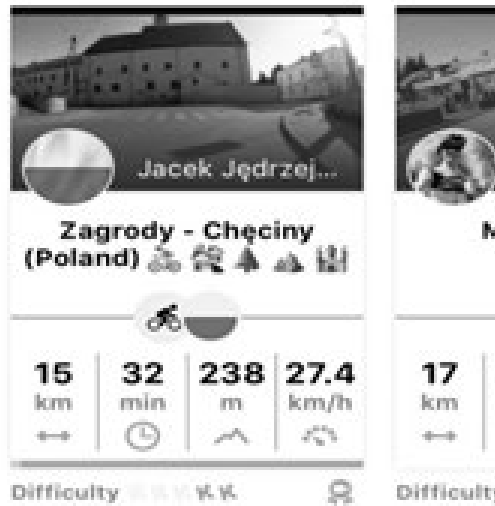 Jacek Jędrzej...
Zagrody - Chęciny
(Poland)
15 32 238 27.4
km min m km/h
Difficulty
M
17
km
Difficulty